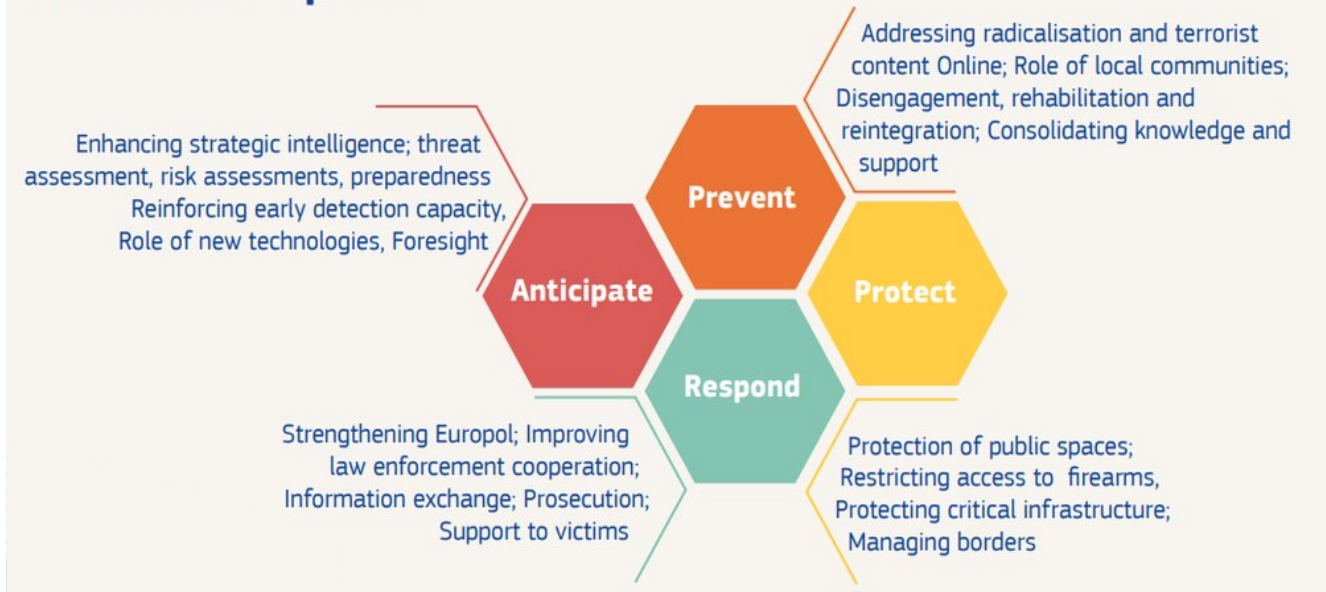 Enhancing strategic intelligence; threat
assessment, risk assessments, preparedness
Reinforcing early detection capacity,
Role of new technologies, Foresight
Anticipate
Prevent
Addressing radicalisation and terrorist
content Online; Role of local communities;
Disengagement, rehabilitation and
reintegration; Consolidating knowledge and
support
Protect
Protection of public spaces;
Restricting access to firearms,
Protecting critical infrastructure;
Managing borders
Respond
Strengthening Europol; Improving
law enforcement cooperation;
Information exchange; Prosecution;
Support to victims